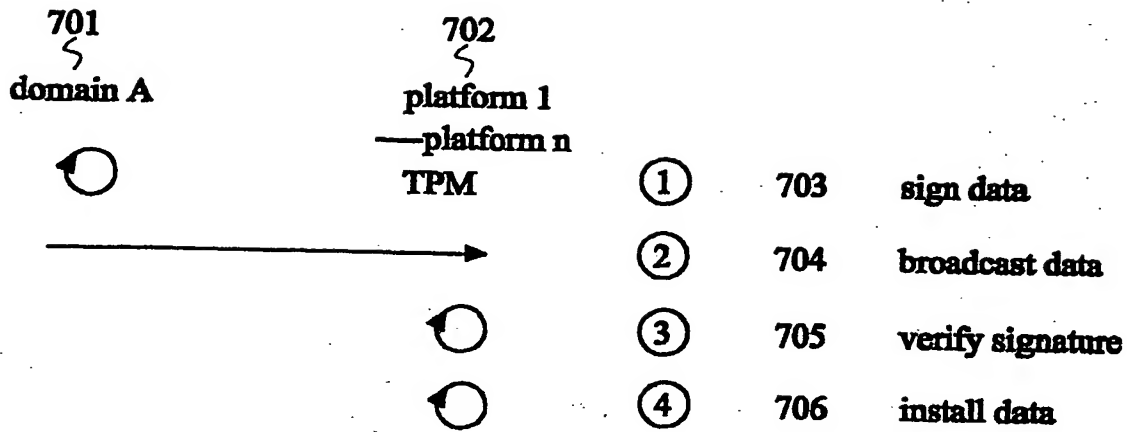 701
702
domain A
platform 1
—platform n
TPM
1 703 sign data
2 704 broadcast data
3 705 verify signature
4 706 install data